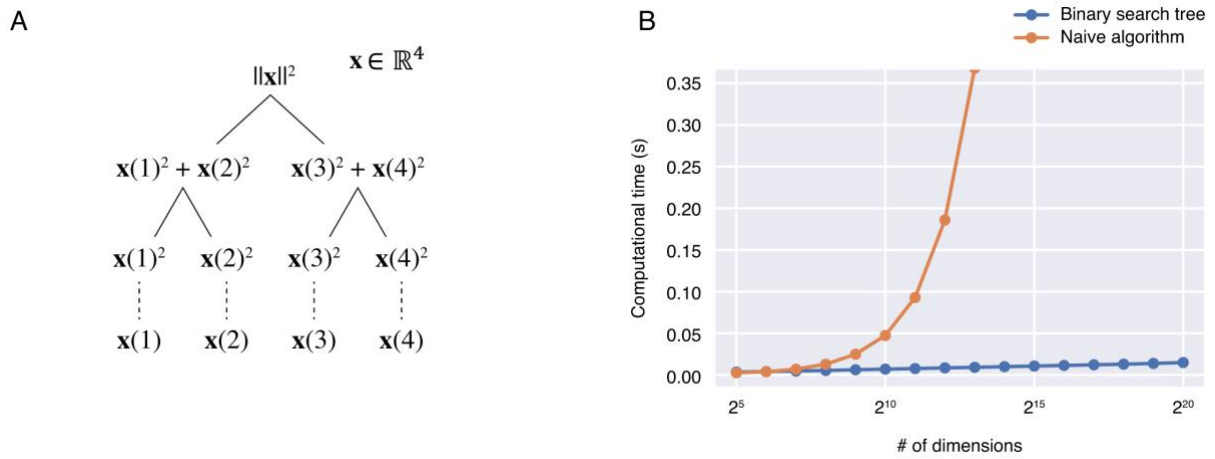 A
||𝐱||² 𝐱 ∈ ℝ⁴
𝐱(1)² + 𝐱(2)² 𝐱(3)² + 𝐱(4)²
𝐱(1)² 𝐱(2)² 𝐱(3)² 𝐱(4)²
𝐱(1) 𝐱(2) 𝐱(3) 𝐱(4)
B
Binary search tree
Naive algorithm
Computational time (s)
0.35
0.30
0.25
0.20
0.15
0.10
0.05
0.00
2⁵ 2¹⁰ 2¹⁵ 2²⁰
# of dimensions